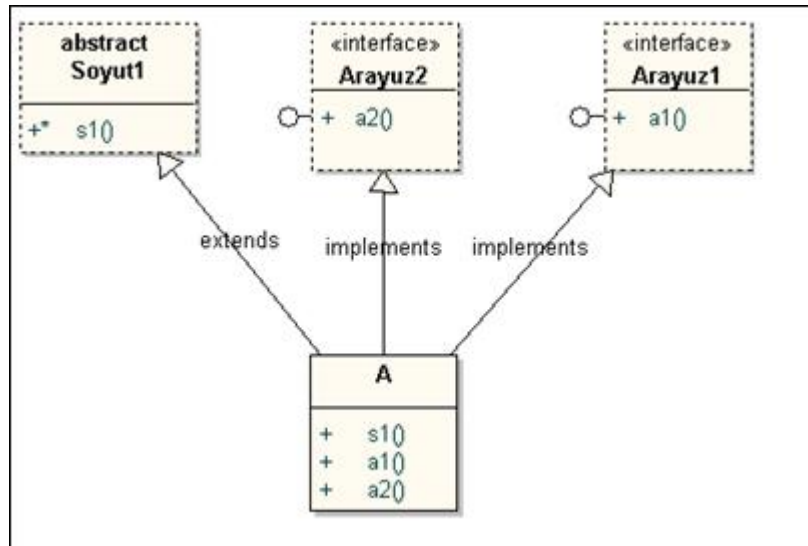 abstract
Soyut1
+* s1()
«interface»
Arayuz2
+ a2()
«interface»
Arayuz1
+ a1()
extends
implements
implements
A
+ s1()
+ a1()
+ a2()